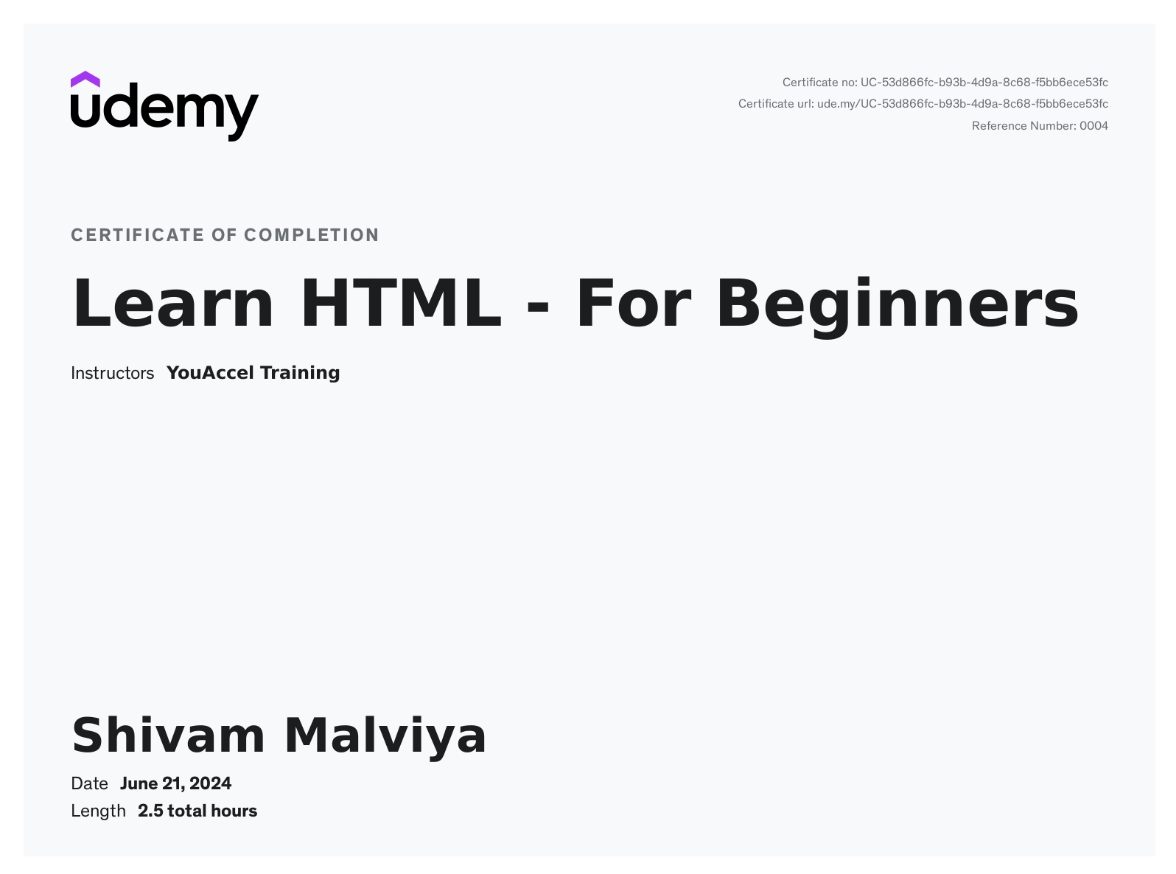 udemy
Certificate no: UC-53d866fc-b93b-4d9a-8c68-f5bb6ece53fc
Certificate url: ude.my/UC-53d866fc-b93b-4d9a-8c68-f5bb6ece53fc
Reference Number: 0004
CERTIFICATE OF COMPLETION
Learn HTML - For Beginners
Instructors YouAccel Training
Shivam Malviya
Date June 21, 2024
Length 2.5 total hours